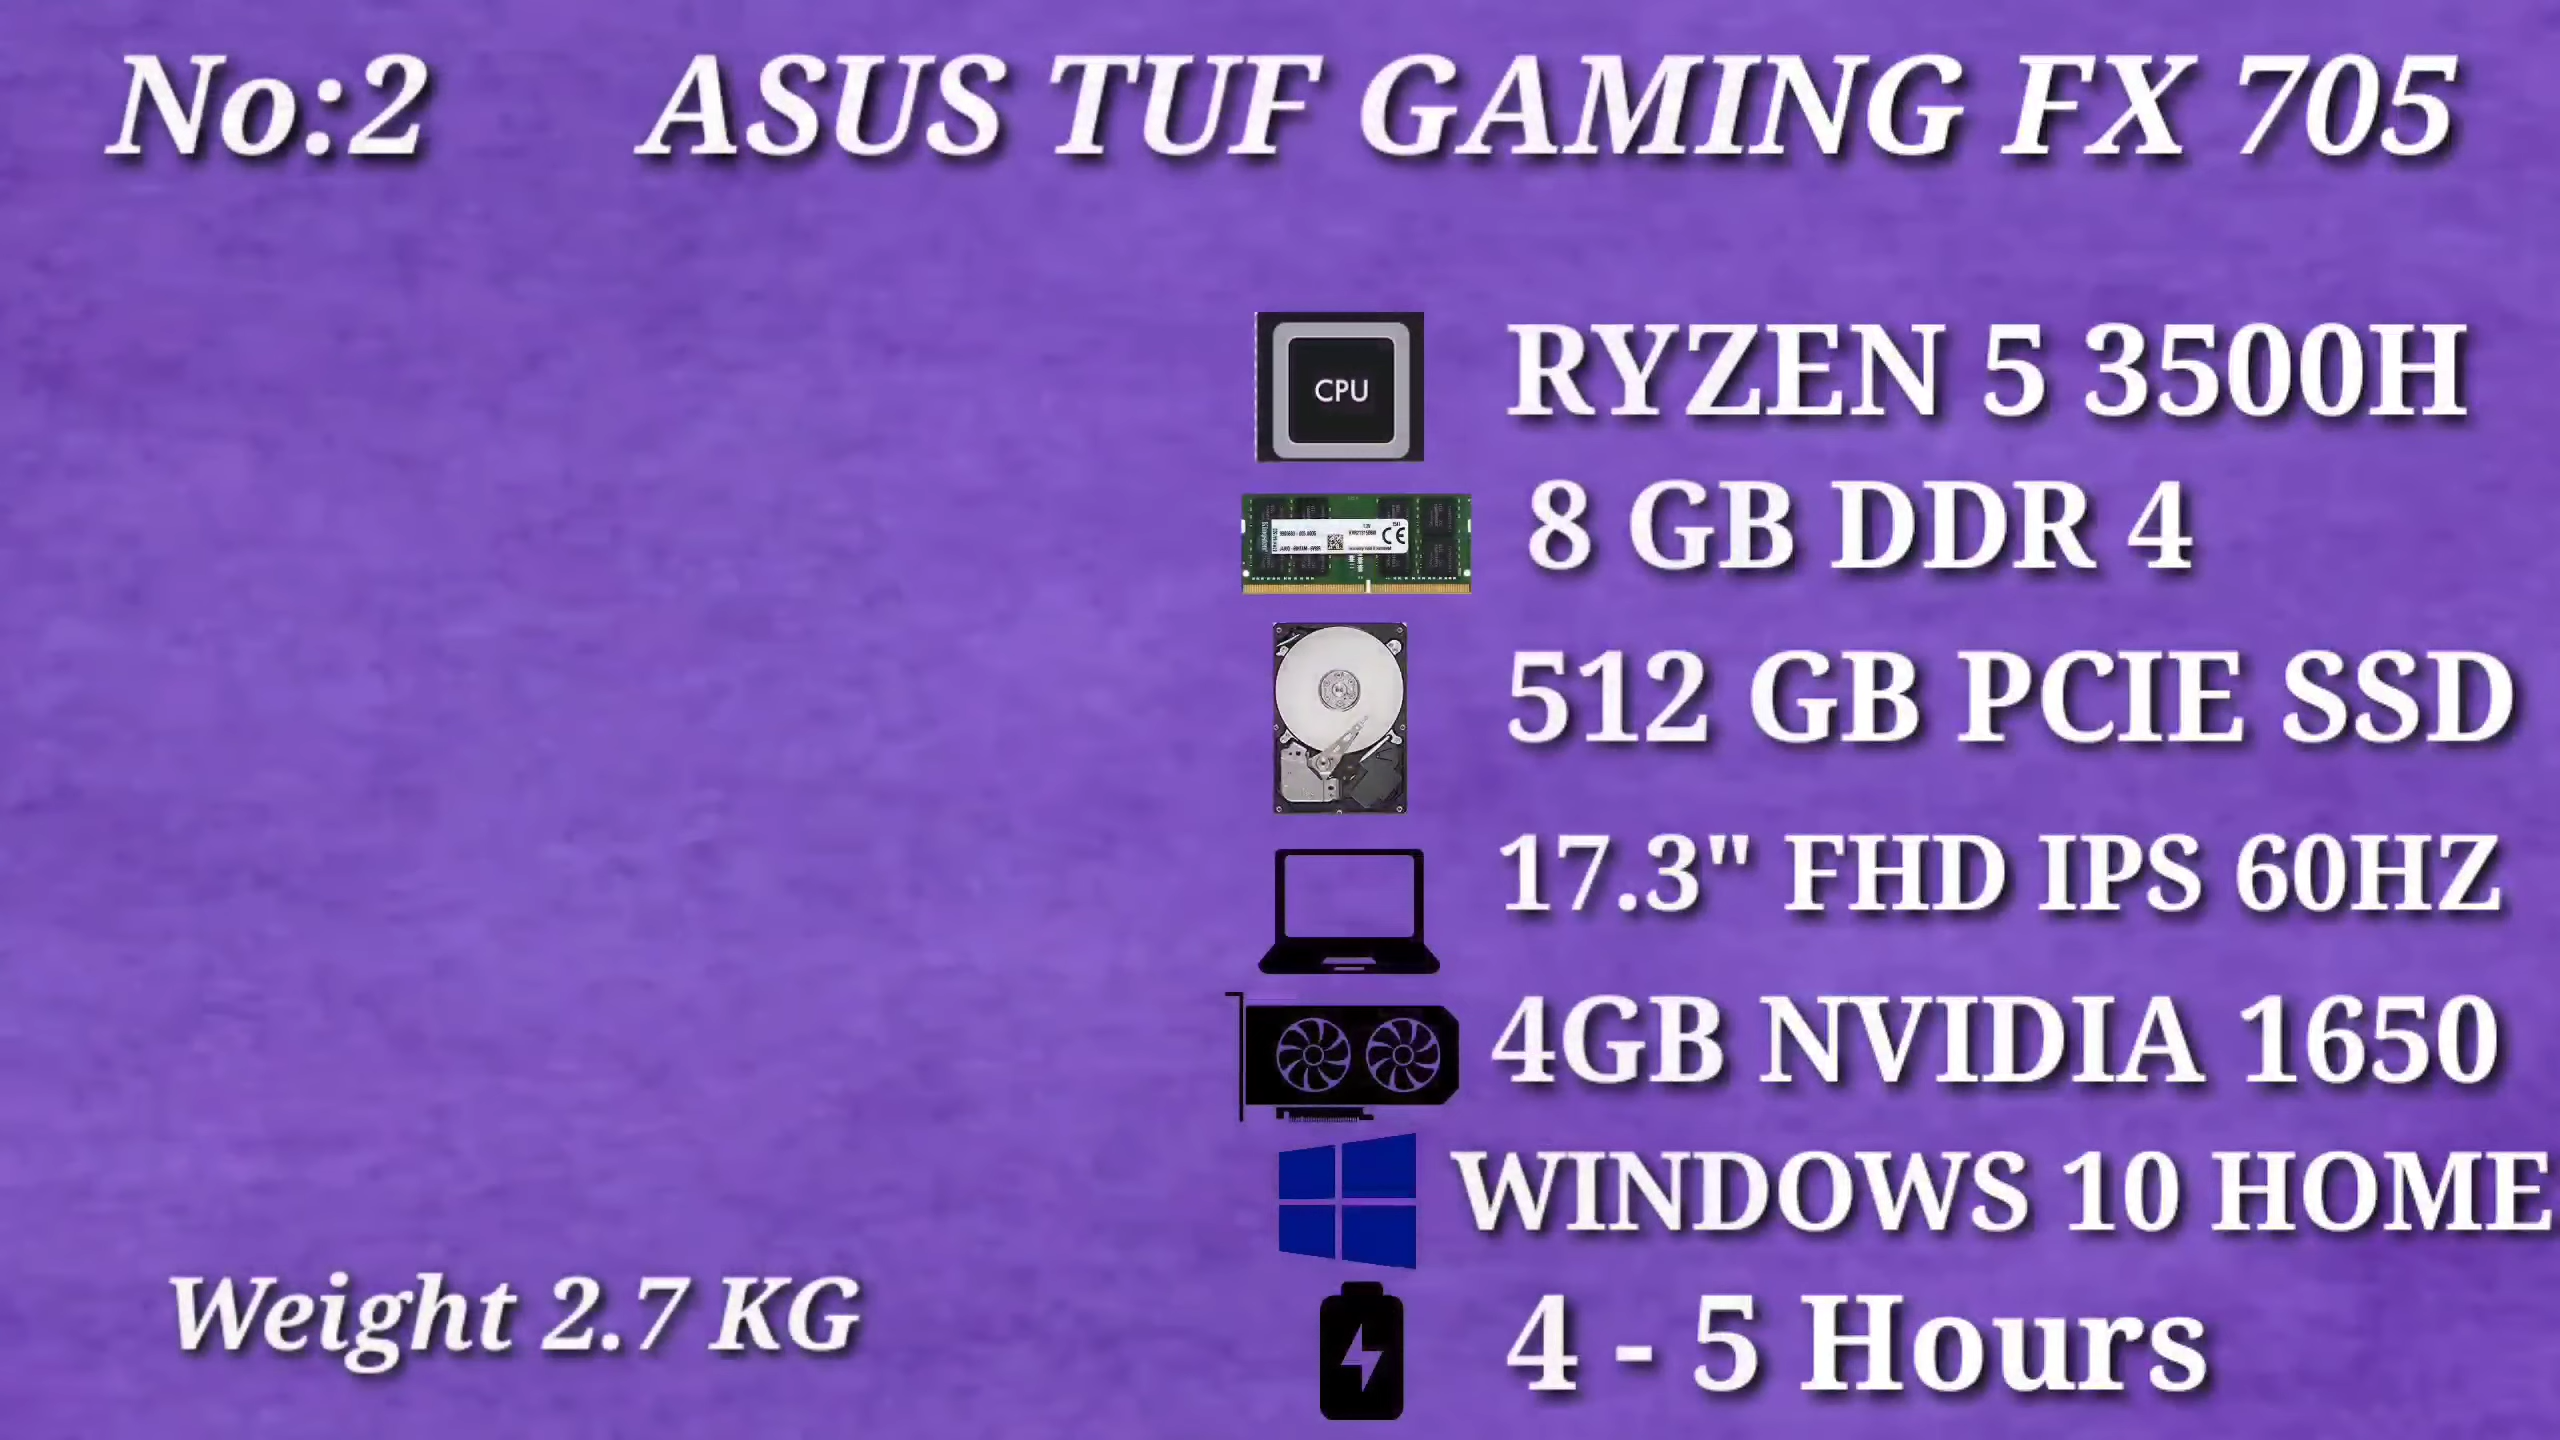 No:2 ASUS TUF GAMING FX 705
CPU RYZEN 5 3500H
8 GB DDR 4
512 GB PCIE SSD
17.3" FHD IPS 60HZ
4GB NVIDIA 1650
WINDOWS 10 HOME
Weight 2.7 KG
4 - 5 Hours